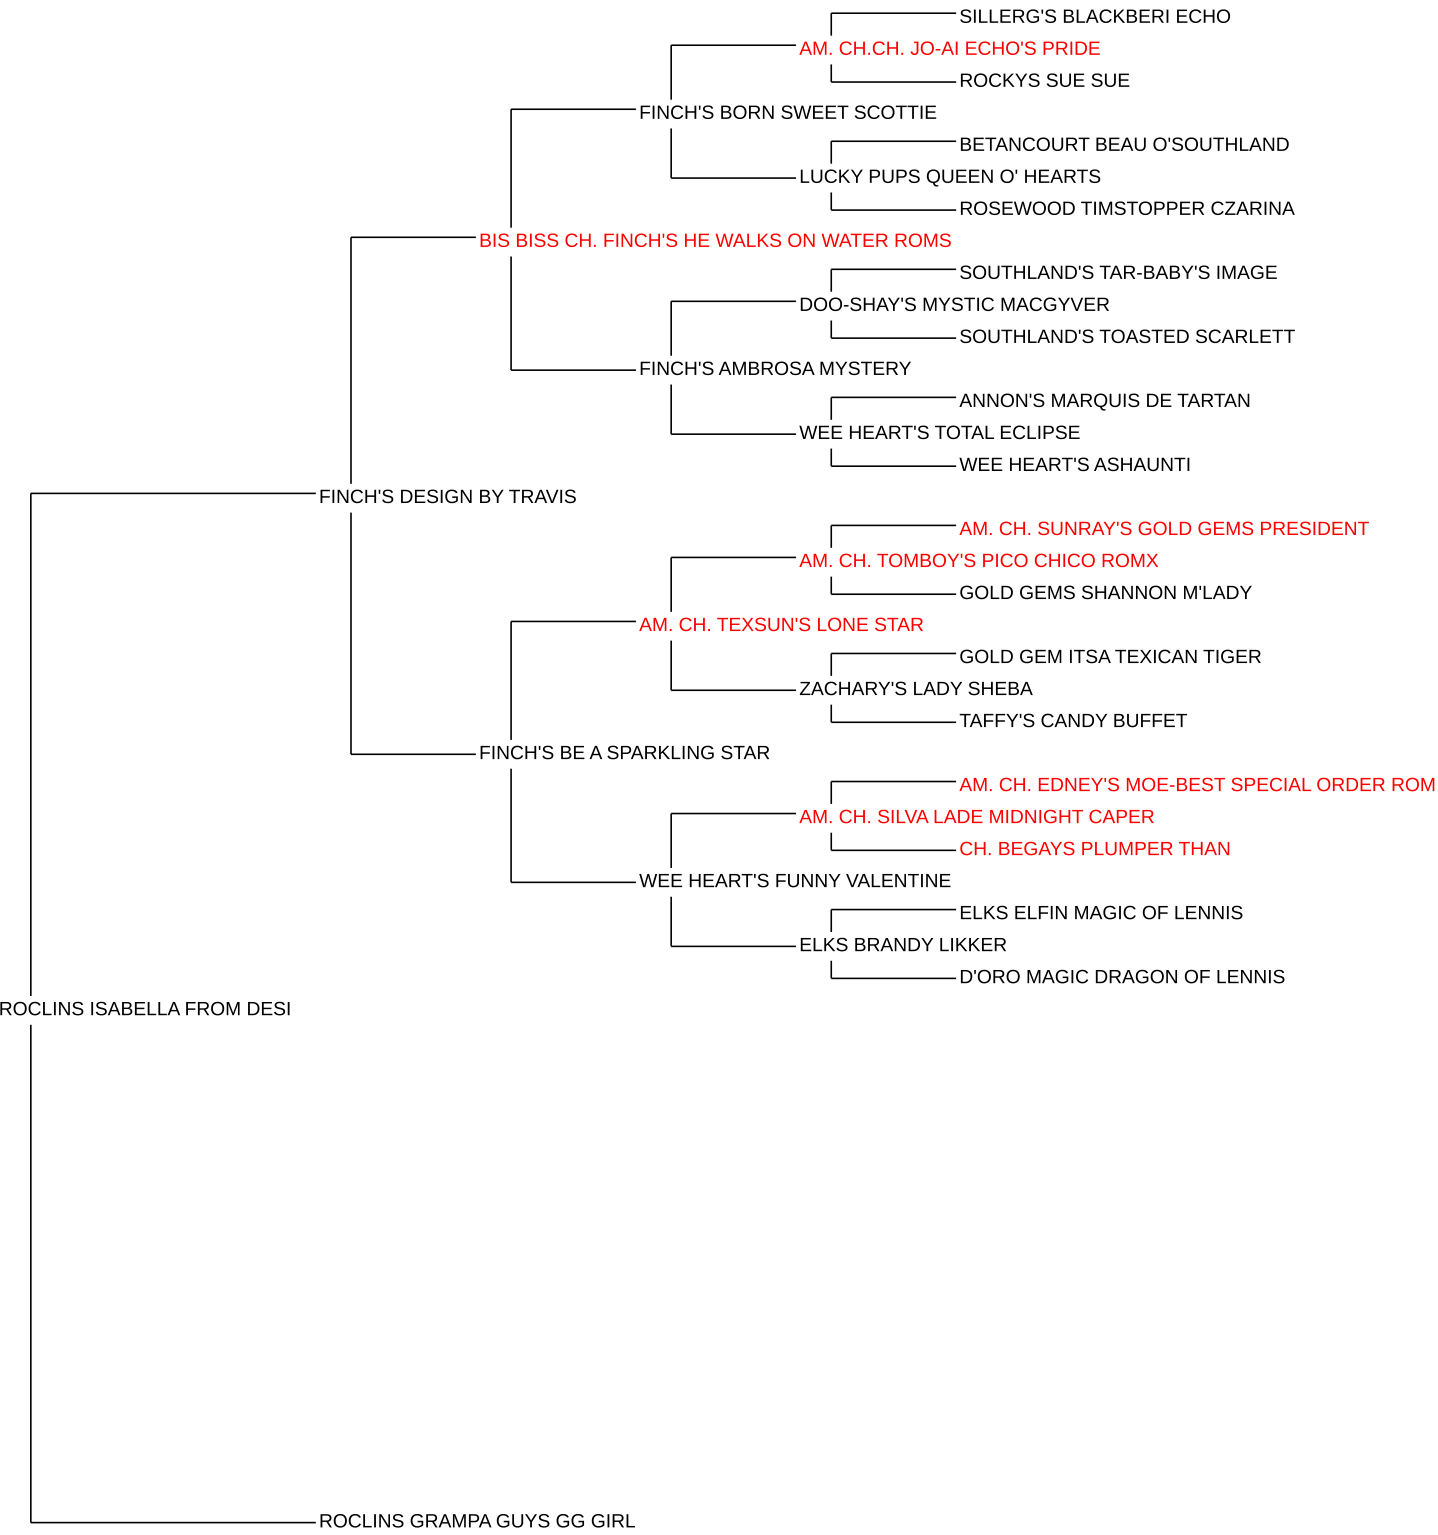 SILLERG'S BLACKBERI ECHO
AM. CH.CH. JO-AI ECHO'S PRIDE
ROCKYS SUE SUE
FINCH'S BORN SWEET SCOTTIE
BETANCOURT BEAU O'SOUTHLAND
LUCKY PUPS QUEEN O' HEARTS
ROSEWOOD TIMSTOPPER CZARINA
BIS BISS CH. FINCH'S HE WALKS ON WATER ROMS
SOUTHLAND'S TAR-BABY'S IMAGE
DOO-SHAY'S MYSTIC MACGYVER
SOUTHLAND'S TOASTED SCARLETT
FINCH'S AMBROSA MYSTERY
ANNON'S MARQUIS DE TARTAN
WEE HEART'S TOTAL ECLIPSE
WEE HEART'S ASHAUNTI
FINCH'S DESIGN BY TRAVIS
AM. CH. SUNRAY'S GOLD GEMS PRESIDENT
AM. CH. TOMBOY'S PICO CHICO ROMX
GOLD GEMS SHANNON M'LADY
AM. CH. TEXSUN'S LONE STAR
GOLD GEM ITSA TEXICAN TIGER
ZACHARY'S LADY SHEBA
TAFFY'S CANDY BUFFET
FINCH'S BE A SPARKLING STAR
AM. CH. EDNEY'S MOE-BEST SPECIAL ORDER ROM
AM. CH. SILVA LADE MIDNIGHT CAPER
CH. BEGAYS PLUMPER THAN
WEE HEART'S FUNNY VALENTINE
ELKS ELFIN MAGIC OF LENNIS
ELKS BRANDY LIKKER
D'ORO MAGIC DRAGON OF LENNIS
ROCLINS ISABELLA FROM DESI
ROCLINS GRAMPA GUYS GG GIRL